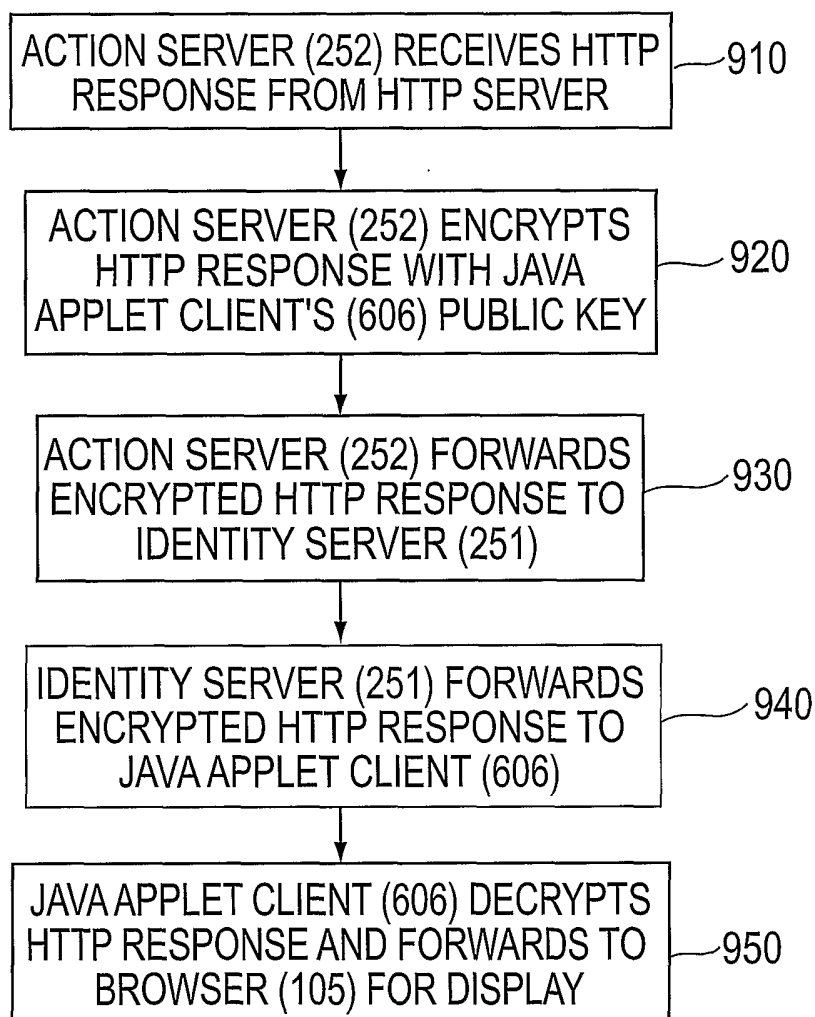 ACTION SERVER (252) RECEIVES HTTP
RESPONSE FROM HTTP SERVER
910
ACTION SERVER (252) ENCRYPTS
HTTP RESPONSE WITH JAVA
APPLET CLIENT'S (606) PUBLIC KEY
920
ACTION SERVER (252) FORWARDS
ENCRYPTED HTTP RESPONSE TO
IDENTITY SERVER (251)
930
IDENTITY SERVER (251) FORWARDS
ENCRYPTED HTTP RESPONSE TO
JAVA APPLET CLIENT (606)
940
JAVA APPLET CLIENT (606) DECRYPTS
HTTP RESPONSE AND FORWARDS TO
BROWSER (105) FOR DISPLAY
950